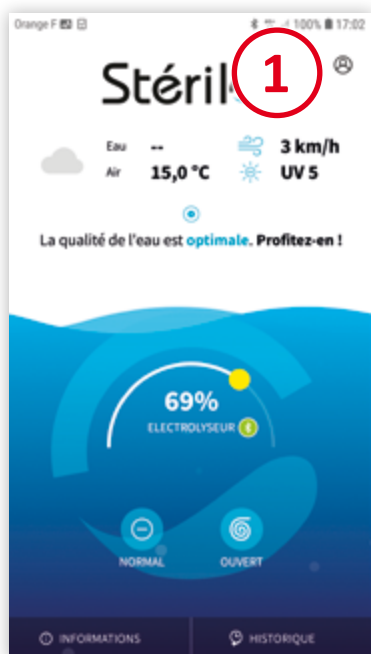 Orange F 100% 17:02
Stéril
1
Eau -- 3 km/h
Air 15,0 °C UV 5
La qualité de l'eau est optimale. Profitez-en !
69%
ELECTROLYSEUR
NORMAL OUVERT
INFORMATIONS HISTORIQUE